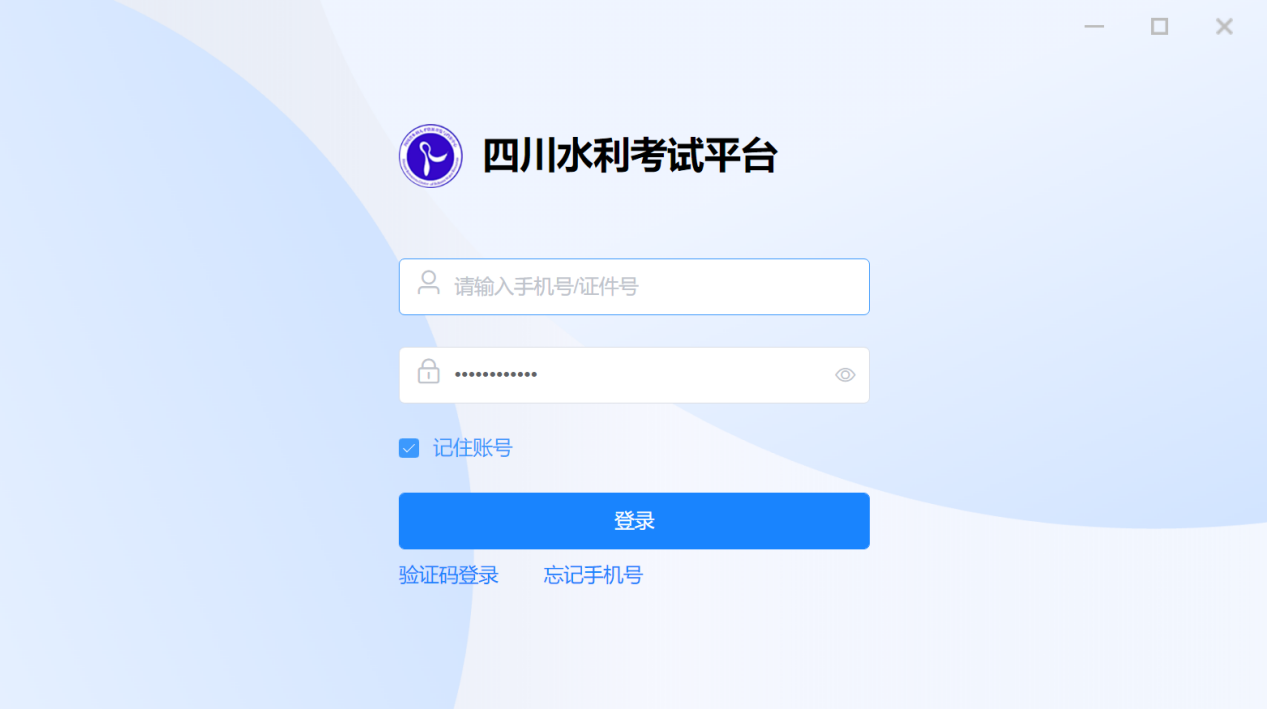 四川水利考试平台
请输入手机号/证件号
••••••••••••
记住账号
登录
验证码登录 忘记手机号